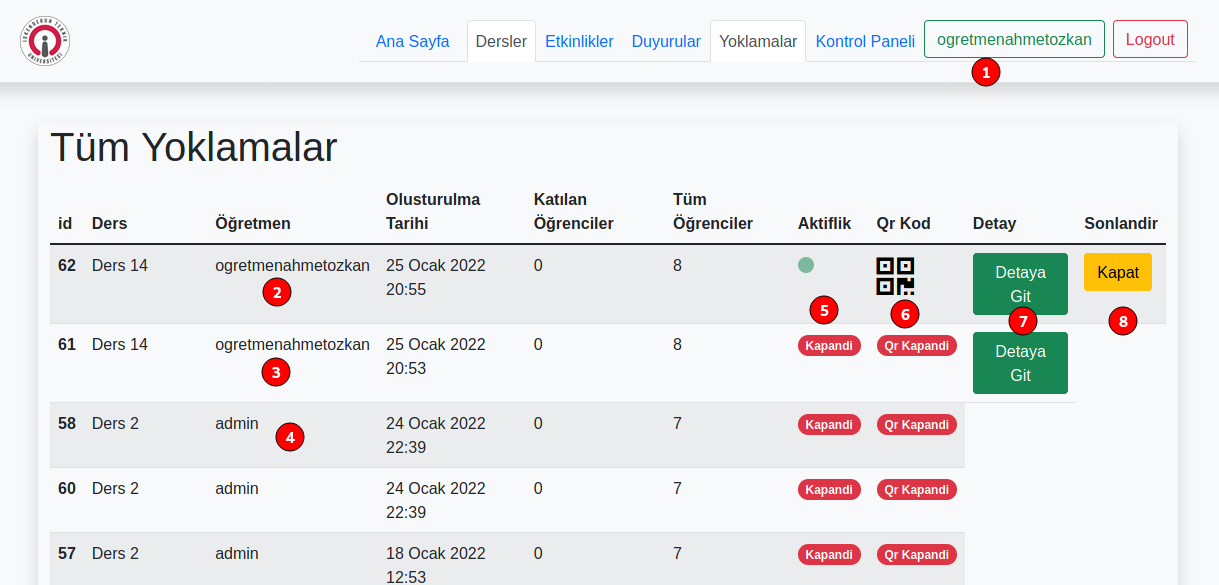 İSKENDERUN TEKNİK ÜNİVERSİTESİ
Ana Sayfa Dersler Etkinlikler Duyurular Yoklamalar Kontrol Paneli ogretmenahmetozkan Logout
1
Tüm Yoklamalar
id Ders Öğretmen Olusturulma Tarihi Katılan Öğrenciler Tüm Öğrenciler Aktiflik Qr Kod Detay Sonlandir
62 Ders 14 ogretmenahmetozkan 25 Ocak 2022 20:55 0 8 Detaya Git Kapat
2 5 6 7 8
61 Ders 14 ogretmenahmetozkan 25 Ocak 2022 20:53 0 8 Kapandi Qr Kapandi Detaya Git
3
58 Ders 2 admin 24 Ocak 2022 22:39 0 7 Kapandi Qr Kapandi
4
60 Ders 2 admin 24 Ocak 2022 22:39 0 7 Kapandi Qr Kapandi
57 Ders 2 admin 18 Ocak 2022 12:53 0 7 Kapandi Qr Kapandi